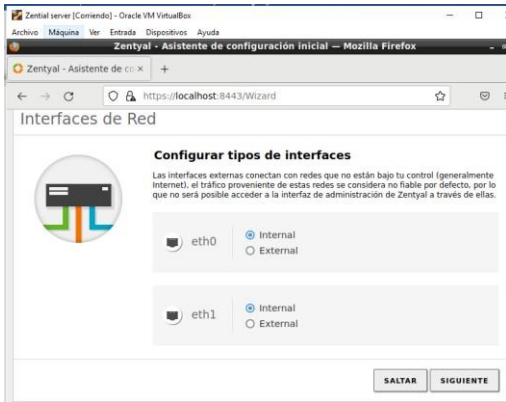 Zential server [Corriendo] - Oracle VM VirtualBox
Archivo Máquina Ver Entrada Dispositivos Ayuda
Zentyal - Asistente de configuración inicial — Mozilla Firefox
Zentyal - Asistente de co
https://localhost:8443/Wizard
Interfaces de Red
Configurar tipos de interfaces
Las interfaces externas conectan con redes que no están bajo tu control (generalmente
Internet), el tráfico proveniente de estas redes se considera no fiable por defecto, por lo
que no será posible acceder a la interfaz de administración de Zentyal a través de ellas.
eth0
Internal
External
eth1
Internal
External
SALTAR SIGUIENTE